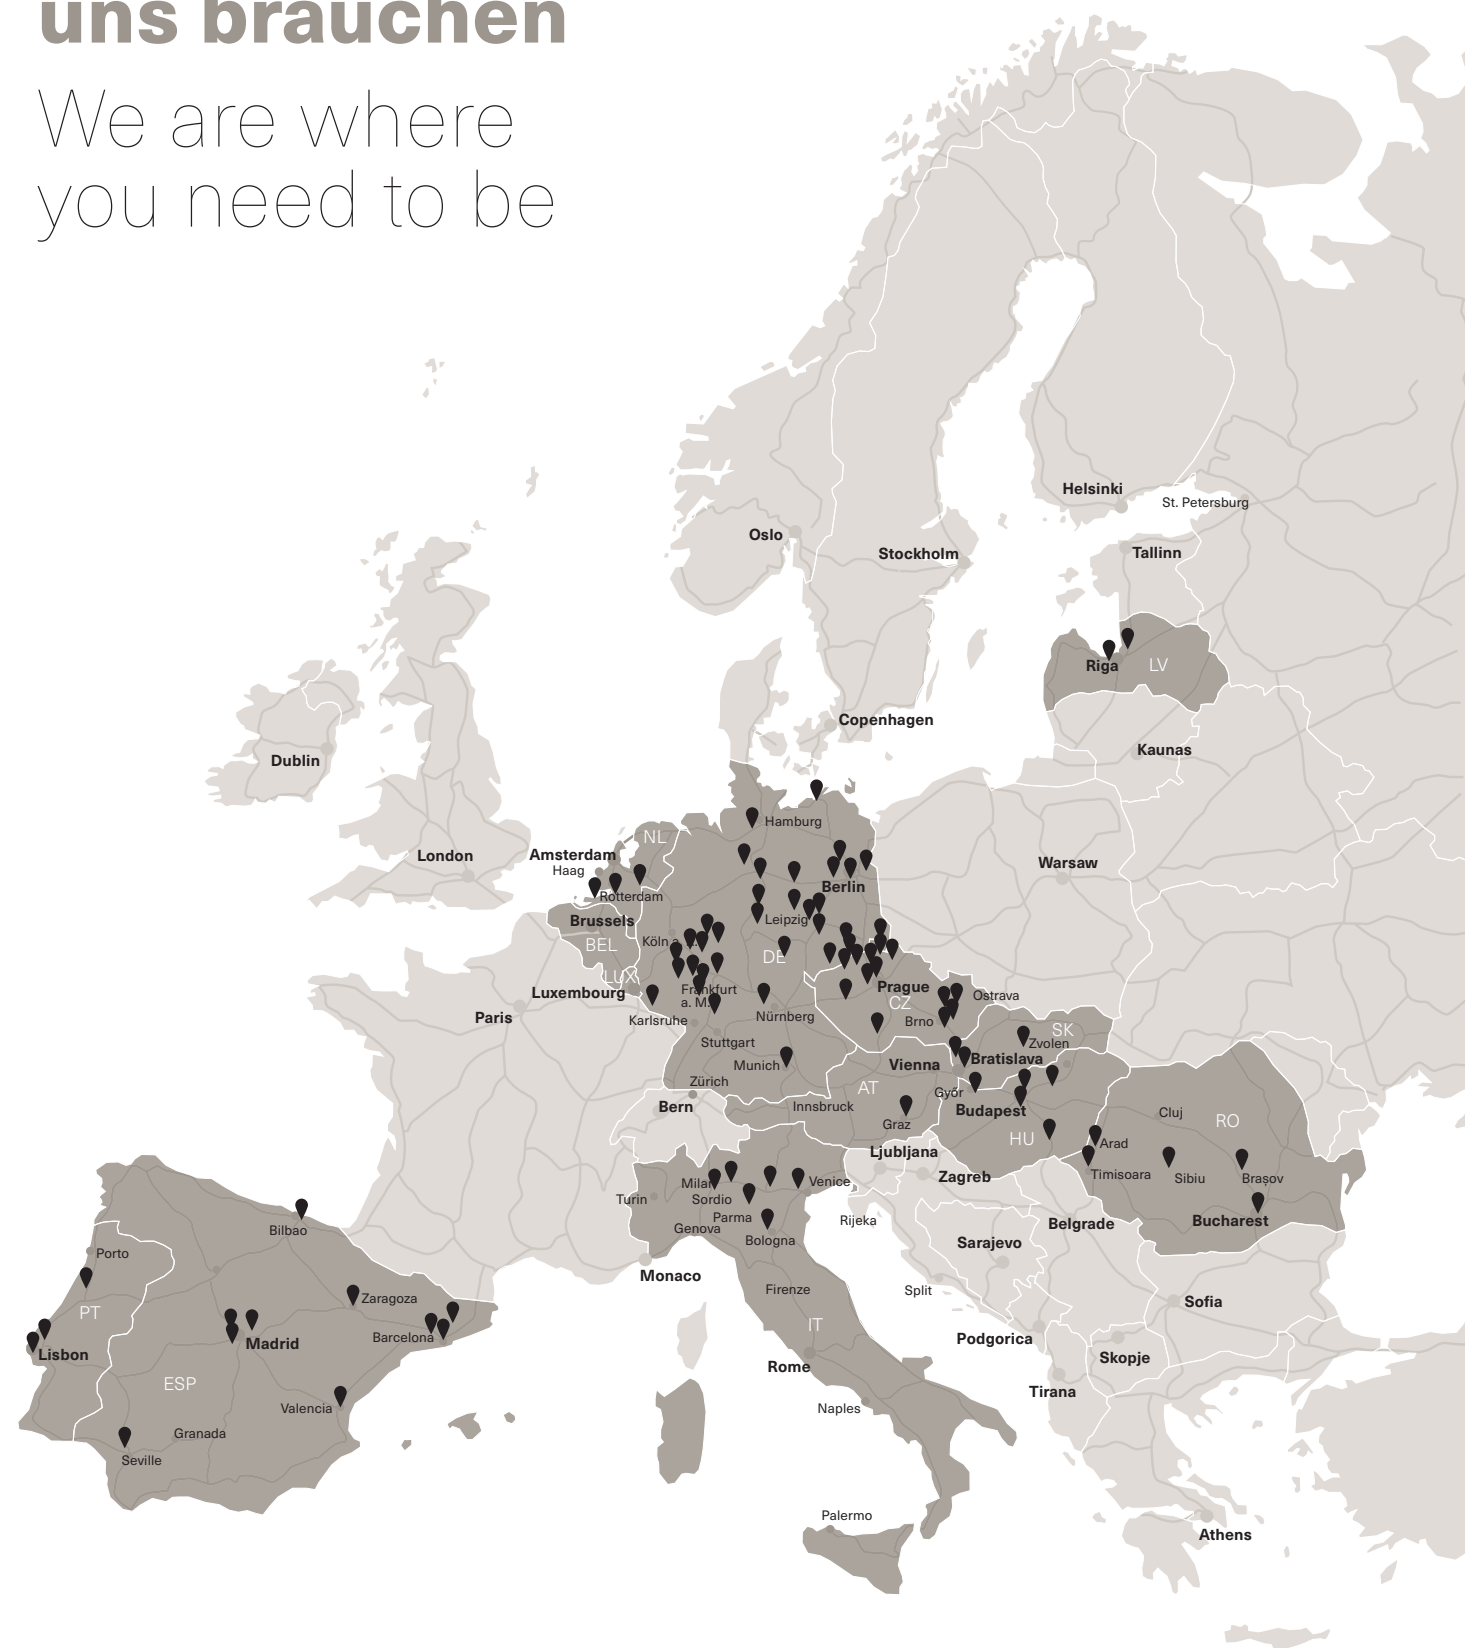 uns brauchen
We are where
you need to be
Helsinki
St. Petersburg
Oslo
Stockholm
Tallinn
Riga
LV
Copenhagen
Kaunas
Dublin
Hamburg
NL
London
Amsterdam
Haag
Warsaw
Berlin
Rotterdam
Brussels
Leipzig
Köln a.
BEL
DE
LUX
Luxembourg
Frankfurt
a. M.
Prague
CZ
Ostrava
Paris
Karlsruhe
Nürnberg
Brno
SK
Stuttgart
Zvolen
Munich
Vienna
Bratislava
Zürich
AT
Győr
Bern
Innsbruck
Budapest
Cluj
RO
Graz
HU
Arad
Ljubljana
Milan
Venice
Zagreb
Timisoara
Sibiu
Brașov
Turin
Sordio
Parma
Genova
Rijeka
Belgrade
Bucharest
Bilbao
Bologna
Sarajevo
Porto
Monaco
Firenze
Split
Zaragoza
Sofia
PT
IT
Barcelona
Podgorica
Madrid
Lisbon
Rome
Skopje
ESP
Tirana
Valencia
Naples
Granada
Seville
Palermo
Athens